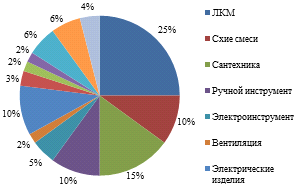 4%
6%
25%
6%
2%
2%
3%
10%
10%
2%
5%
10%
15%
ЛКМ
Схие смеси
Сантехника
Ручной инструмент
Электроинструмент
Вентиляция
Электрические
изделия